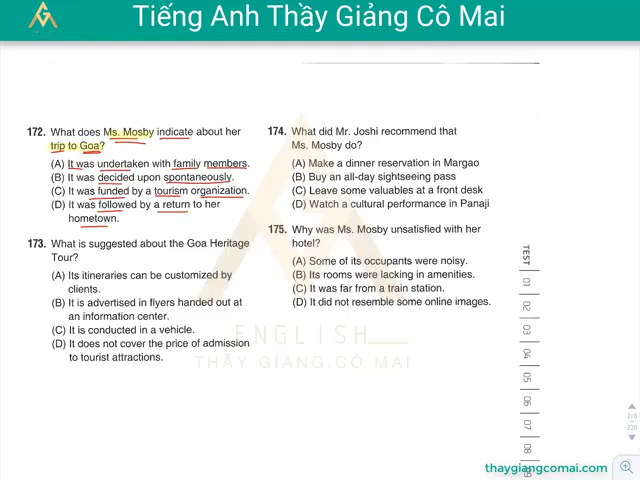 Tiếng Anh Thầy Giảng Cô Mai
172. What does Ms. Mosby indicate about her
trip to Goa?
(A) It was undertaken with family members.
(B) It was decided upon spontaneously.
(C) It was funded by a tourism organization.
(D) It was followed by a return to her
hometown.
173. What is suggested about the Goa Heritage
Tour?
(A) Its itineraries can be customized by
clients.
(B) It is advertised in flyers handed out at
an information center.
(C) It is conducted in a vehicle.
(D) It does not cover the price of admission
to tourist attractions.
174. What did Mr. Joshi recommend that
Ms. Mosby do?
(A) Make a dinner reservation in Margao
(B) Buy an all-day sightseeing pass
(C) Leave some valuables at a front desk
(D) Watch a cultural performance in Panaji
175. Why was Ms. Mosby unsatisfied with her
hotel?
(A) Some of its occupants were noisy.
(B) Its rooms were lacking in amenities.
(C) It was far from a train station.
(D) It did not resemble some online images.
ENGLISH
THẦY GIẢNG.CÔ MAI
TEST
01
02
03
04
05
06
07
08
09
210
220
thaygiangcomai.com